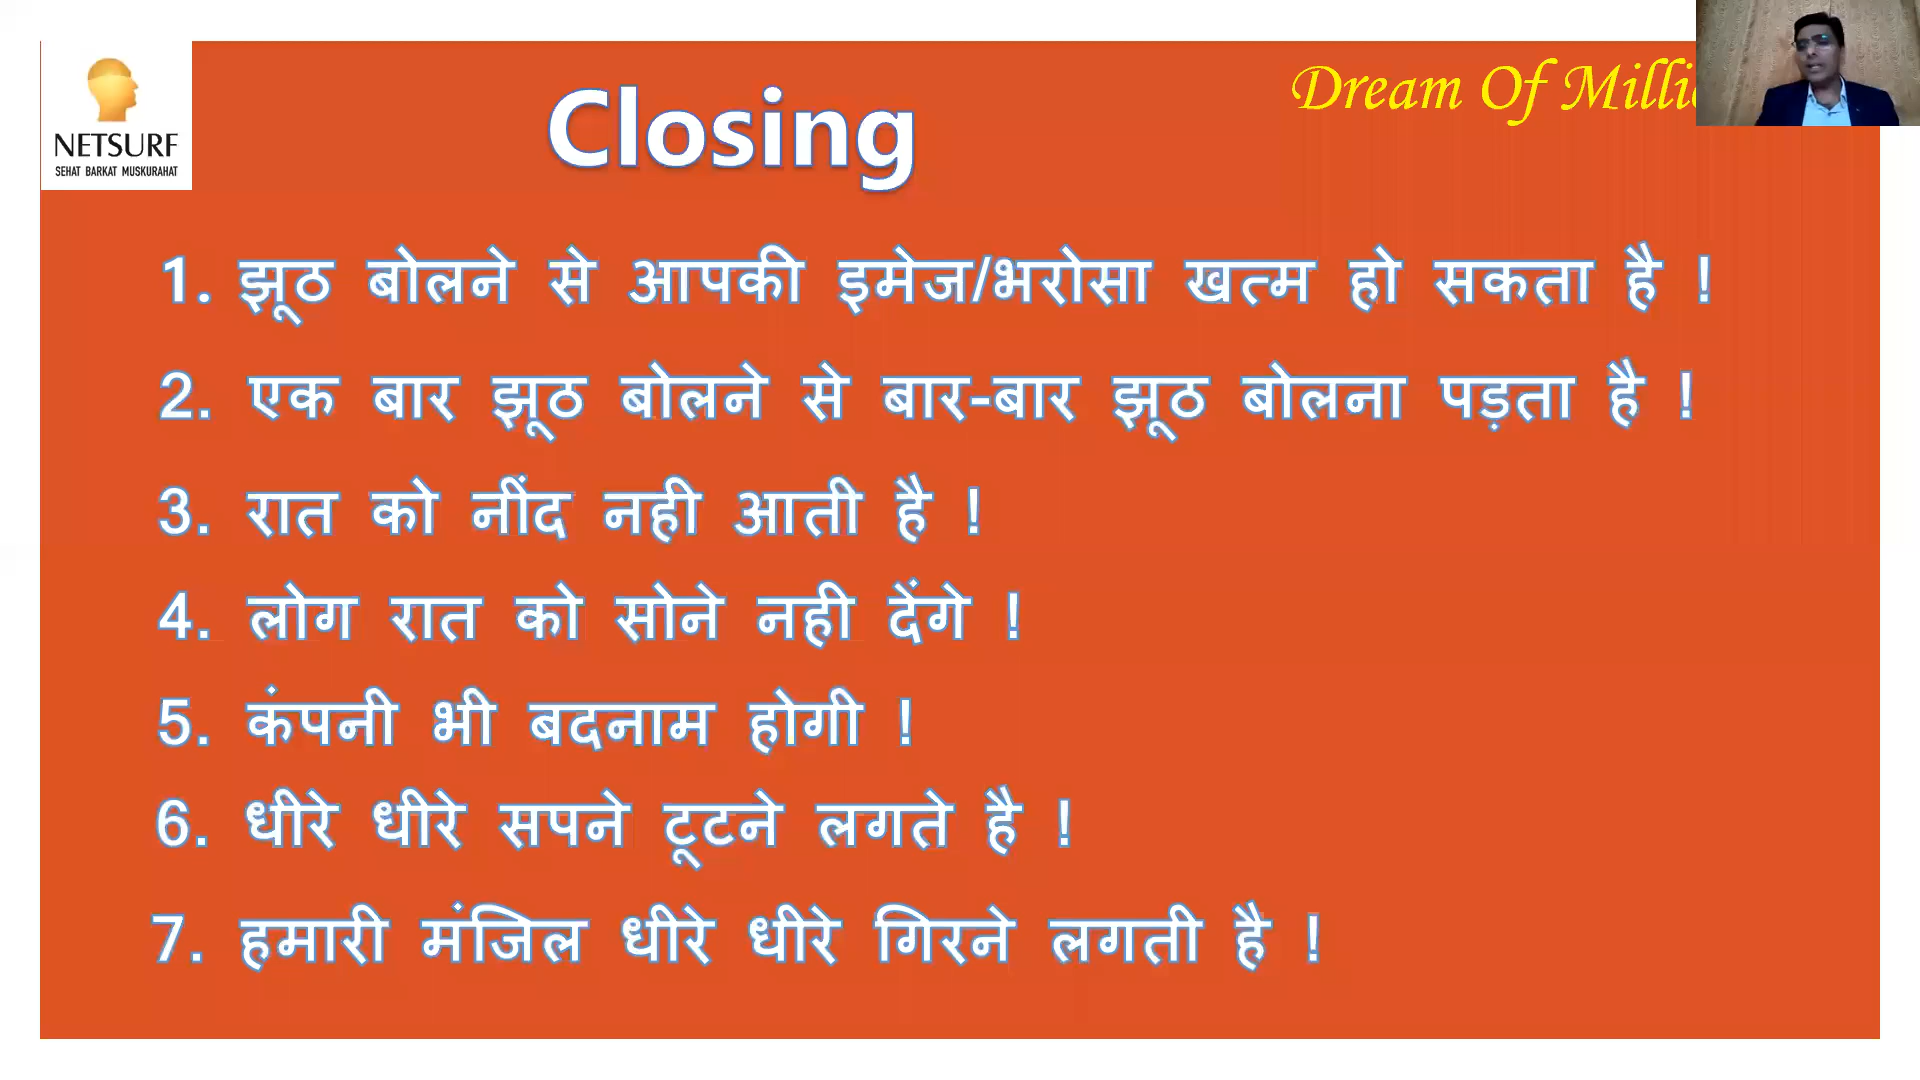 NETSURF
SEHAT BARKAT MUSKURAHAT
Closing
Dream Of
1. झूठ बोलने से आपकी इमेज/भरोसा खत्म हो सकता है !
2. एक बार झूठ बोलने से बार-बार झूठ बोलना पड़ता है !
3. रात को नींद नही आती है !
4. लोग रात को सोने नही देंगे !
5. कंपनी भी बदनाम होगी !
6. धीरे धीरे सपने टूटने लगते है !
7. हमारी मंजिल धीरे धीरे गिरने लगती है !